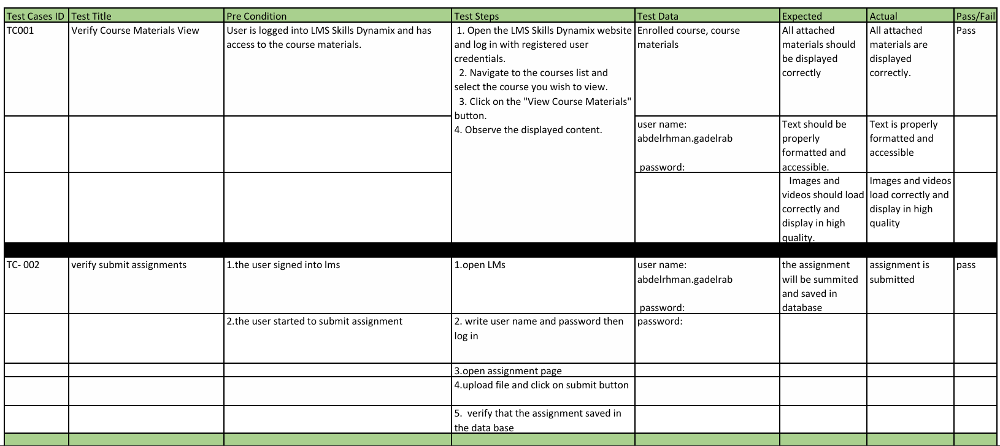 Test Cases ID Test Title Pre Condition Test Steps Test Data Expected Actual Pass/Fail
TC001
Verify Course Materials View
User is logged into LMS Skills Dynamix and has
access to the course materials.
1. Open the LMS Skills Dynamix website
and log in with registered user
credentials.
2. Navigate to the courses list and
select the course you wish to view.
3. Click on the "View Course Materials"
button.
4. Observe the displayed content.
Enrolled course, course
materials
All attached
materials should
be displayed
correctly
All attached
materials are
displayed
correctly.
Pass
user name:
abdelrhman.gadelrab
password:
Text should be
properly
formatted and
accessible.
Text is properly
formatted and
accessible
Images and
videos should load
correctly and
display in high
quality.
Images and videos
load correctly and
display in high
quality
TC- 002
verify submit assignments
1.the user signed into lms
1.open LMs
user name:
abdelrhman.gadelrab
password:
the assignment
will be summited
and saved in
database
assignment is
submitted
pass
2.the user started to submit assignment
2. write user name and password then
log in
password:
3.open assignment page
4.upload file and click on submit button
5. verify that the assignment saved in
the data base